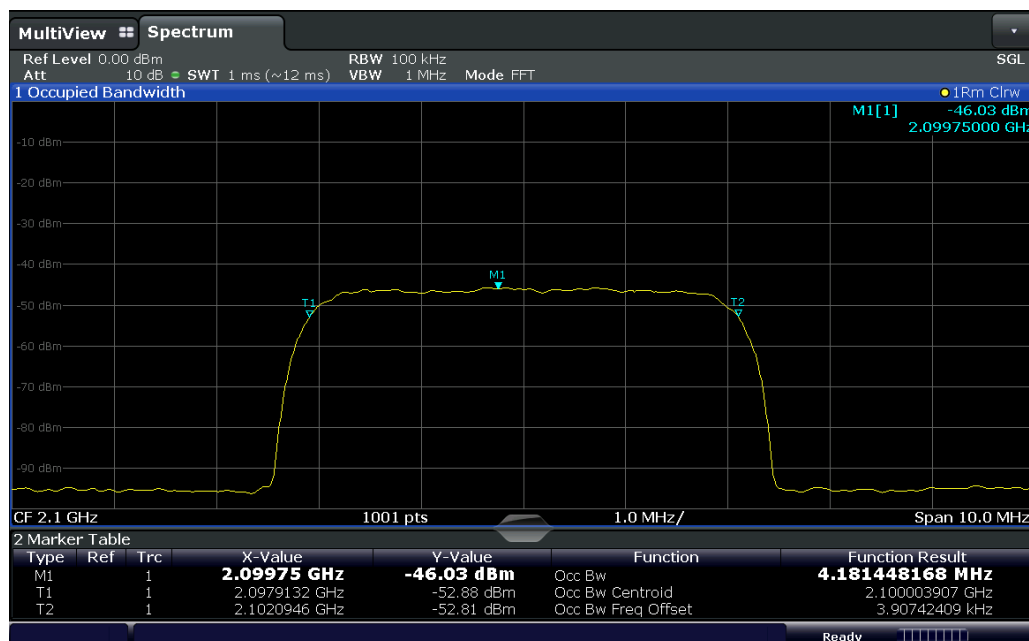 MultiView Spectrum
Ref Level 0.00 dBm RBW 100 kHz SGL
Att 10 dB SWT 1 ms (~12 ms) VBW 1 MHz Mode FFT
1 Occupied Bandwidth 1Rm Clrw
M1[1] -46.03 dBm
2.09975000 GHz
-10 dBm
-20 dBm
-30 dBm
-40 dBm
M1
T1
T2
-50 dBm
-60 dBm
-70 dBm
-80 dBm
-90 dBm
CF 2.1 GHz 1001 pts 1.0 MHz/ Span 10.0 MHz
2 Marker Table
Type Ref Trc X-Value Y-Value Function Function Result
M1 1 2.09975 GHz -46.03 dBm Occ Bw 4.181448168 MHz
T1 1 2.0979132 GHz -52.88 dBm Occ Bw Centroid 2.100003907 GHz
T2 1 2.1020946 GHz -52.81 dBm Occ Bw Freq Offset 3.90742409 kHz
Ready